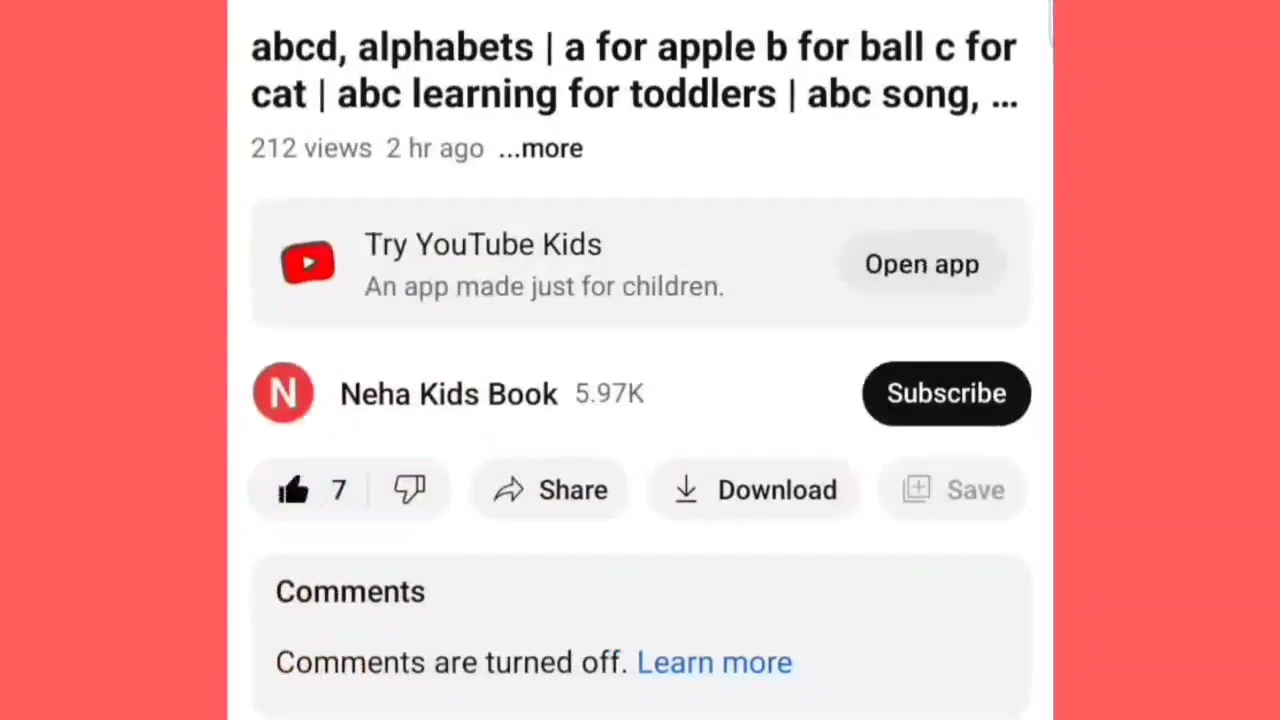 abcd, alphabets | a for apple b for ball c for
cat | abc learning for toddlers | abc song, ...
212 views 2 hr ago ...more
Try YouTube Kids
An app made just for children.
Open app
N Neha Kids Book 5.97K Subscribe
7 Share Download Save
Comments
Comments are turned off. Learn more